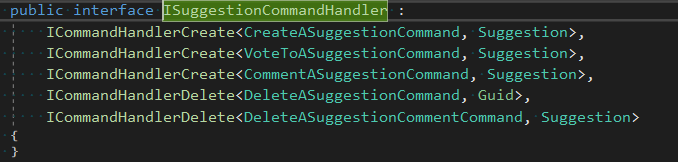 public interface ISuggestionCommandHandler :
ICommandHandlerCreate<CreateASuggestionCommand, Suggestion>,
ICommandHandlerCreate<VoteToASuggestionCommand, Suggestion>,
ICommandHandlerCreate<CommentASuggestionCommand, Suggestion>,
ICommandHandlerDelete<DeleteASuggestionCommand, Guid>,
ICommandHandlerDelete<DeleteASuggestionCommentCommand, Suggestion>
{
}